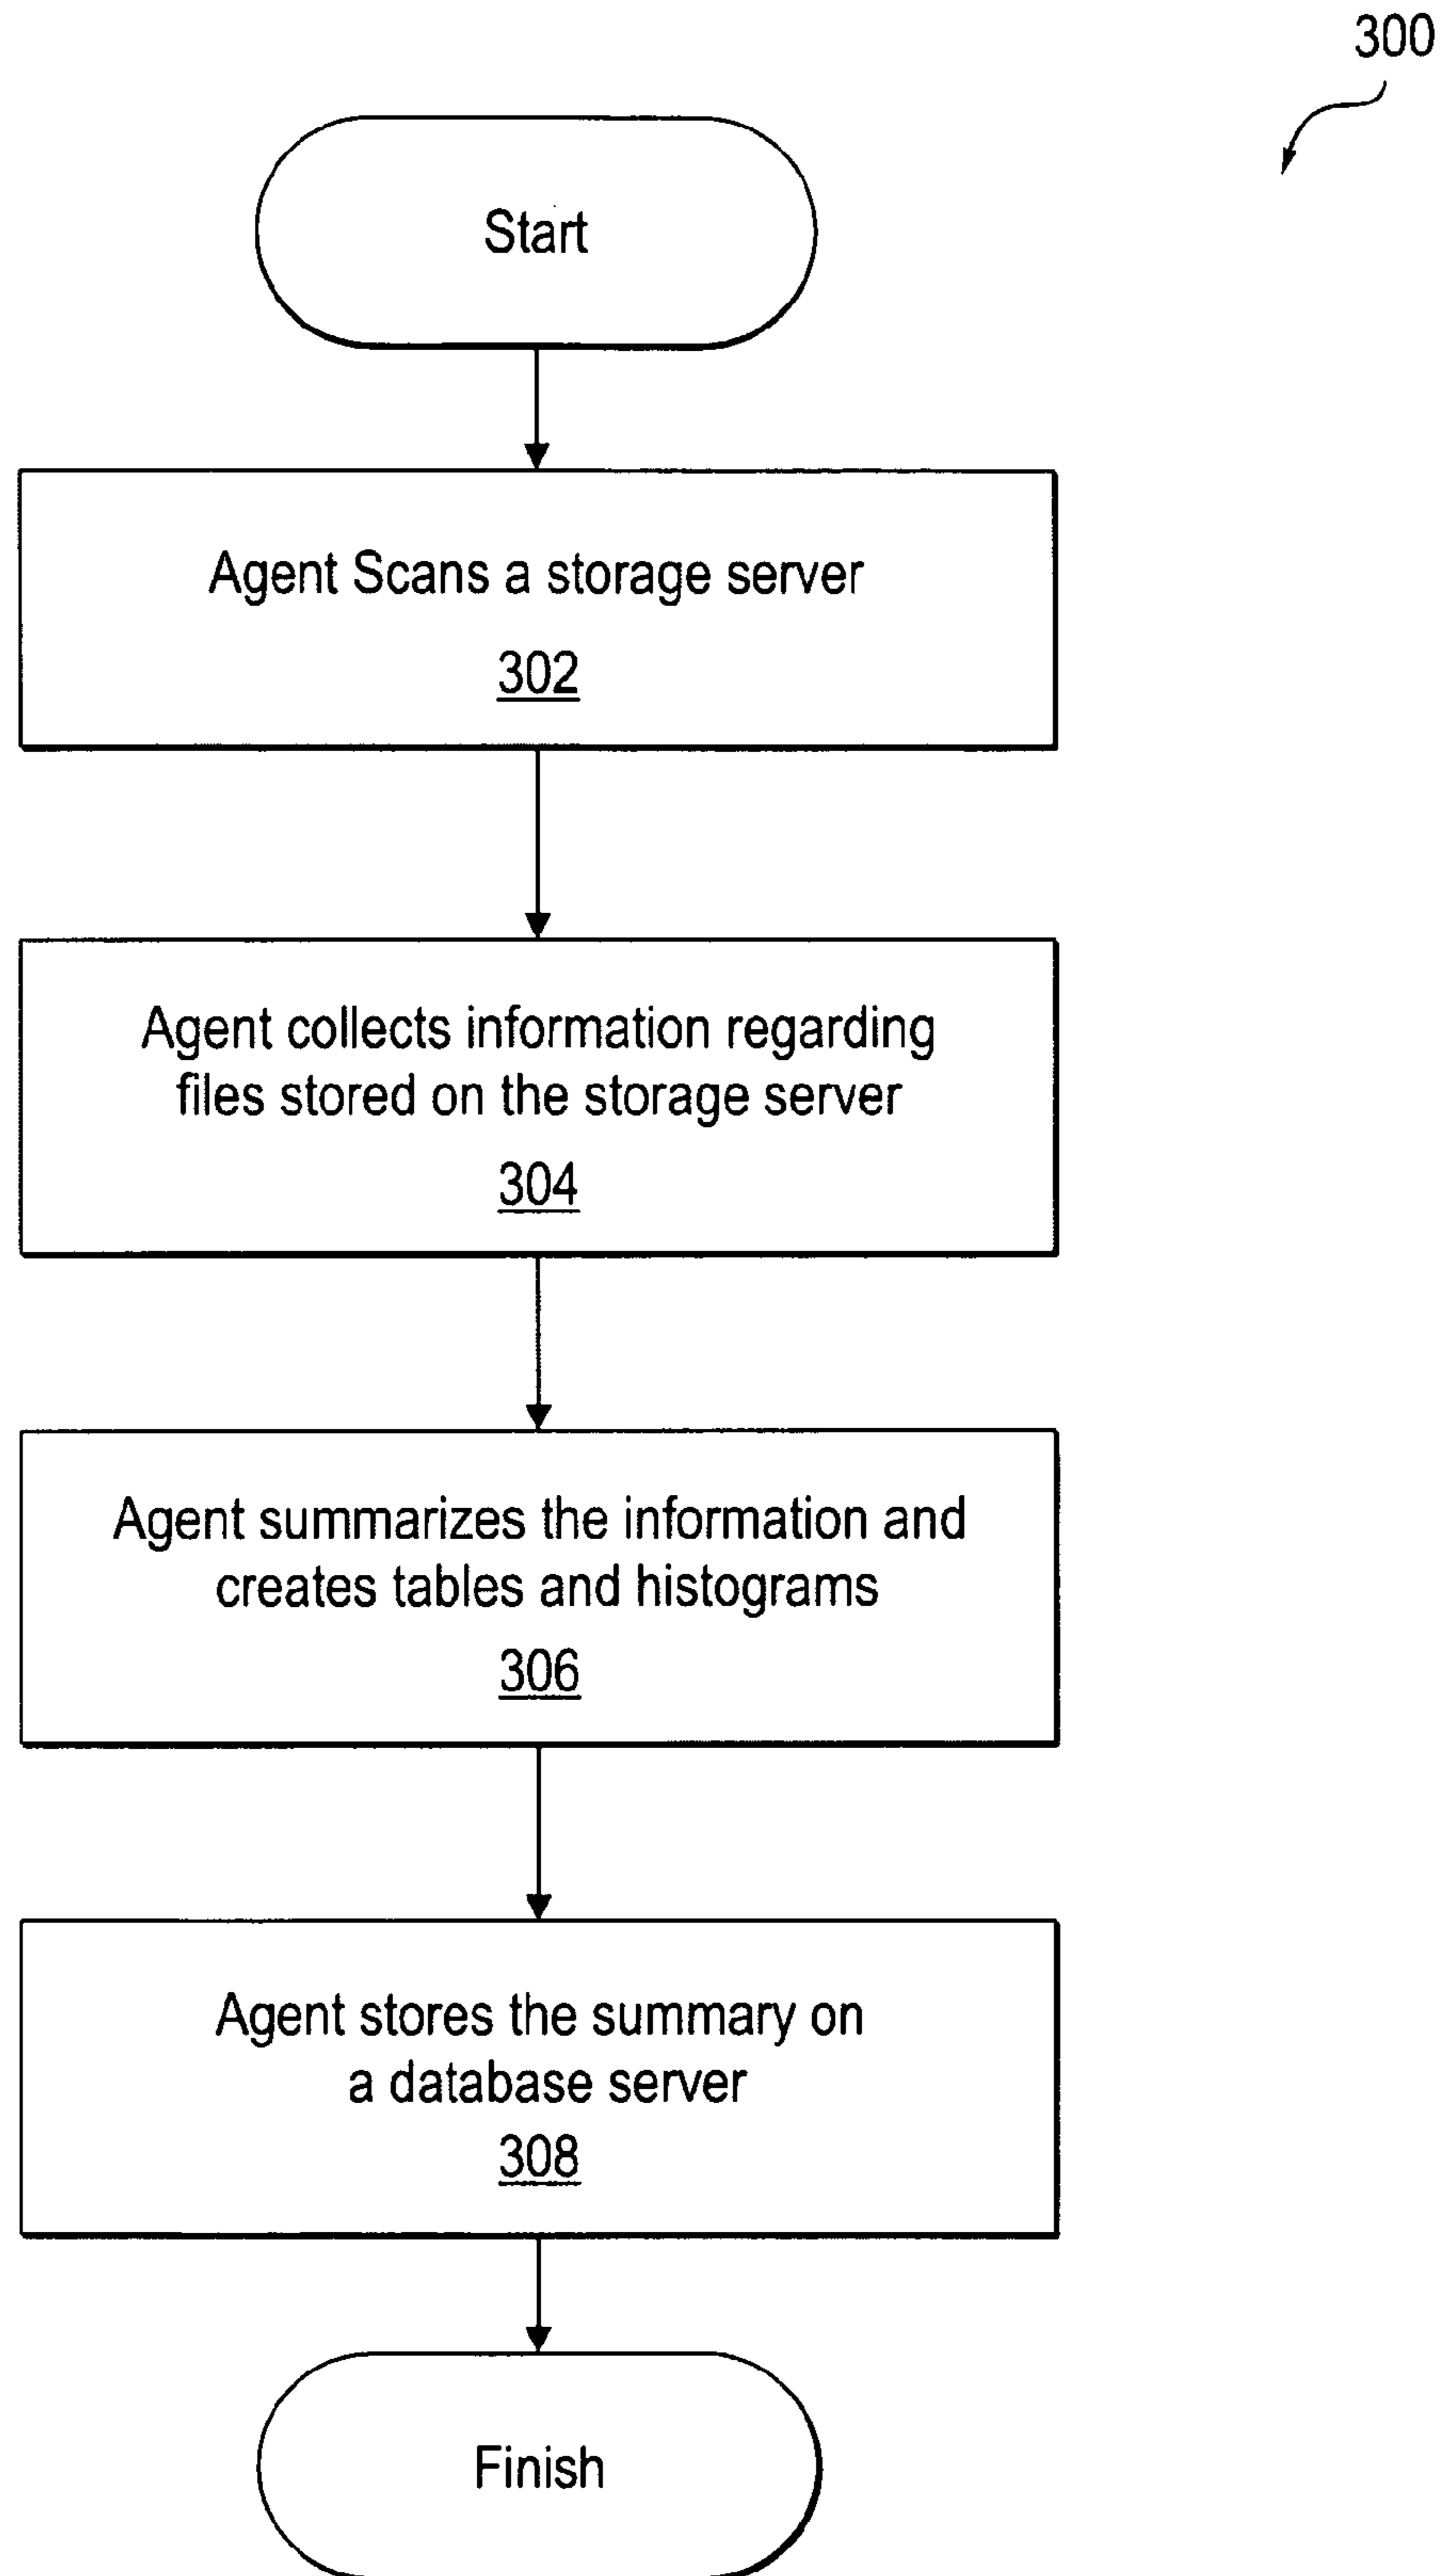 300
Start
Agent Scans a storage server
302
Agent collects information regarding
files stored on the storage server
304
Agent summarizes the information and
creates tables and histograms
306
Agent stores the summary on
a database server
308
Finish